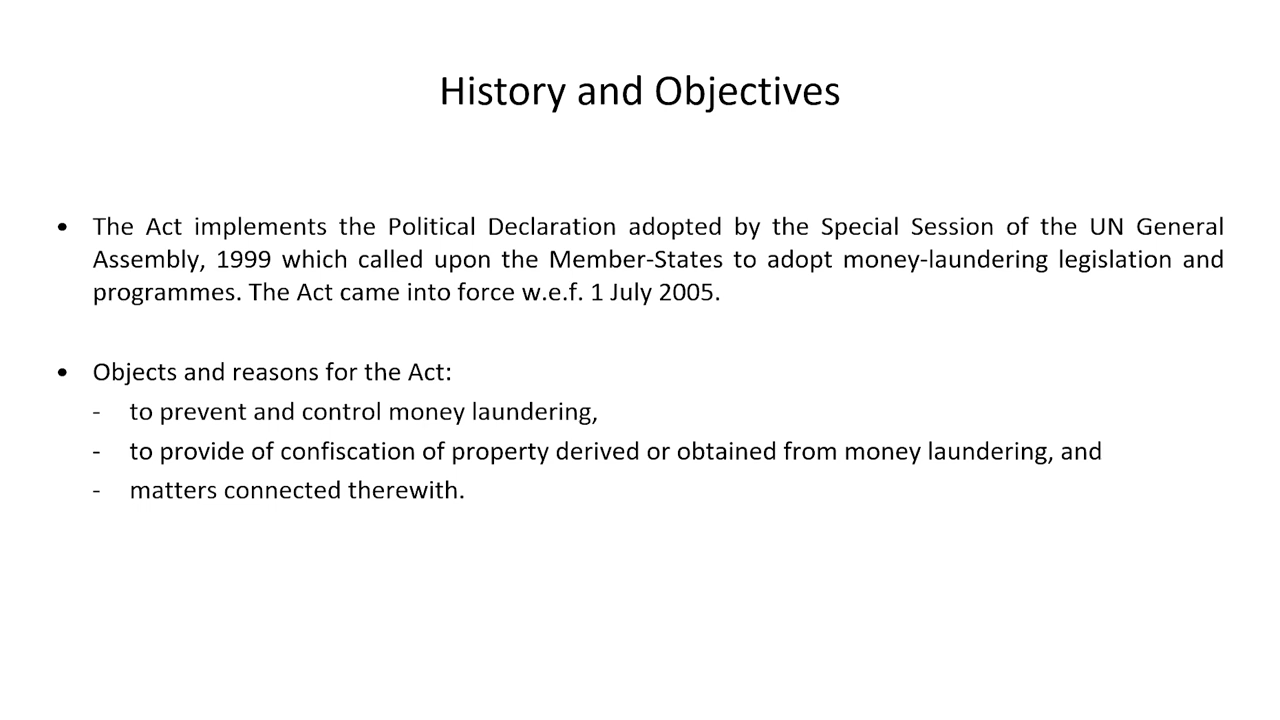 History and Objectives
• The Act implements the Political Declaration adopted by the Special Session of the UN General
Assembly, 1999 which called upon the Member-States to adopt money-laundering legislation and
programmes. The Act came into force w.e.f. 1 July 2005.
• Objects and reasons for the Act:
- to prevent and control money laundering,
- to provide of confiscation of property derived or obtained from money laundering, and
- matters connected therewith.